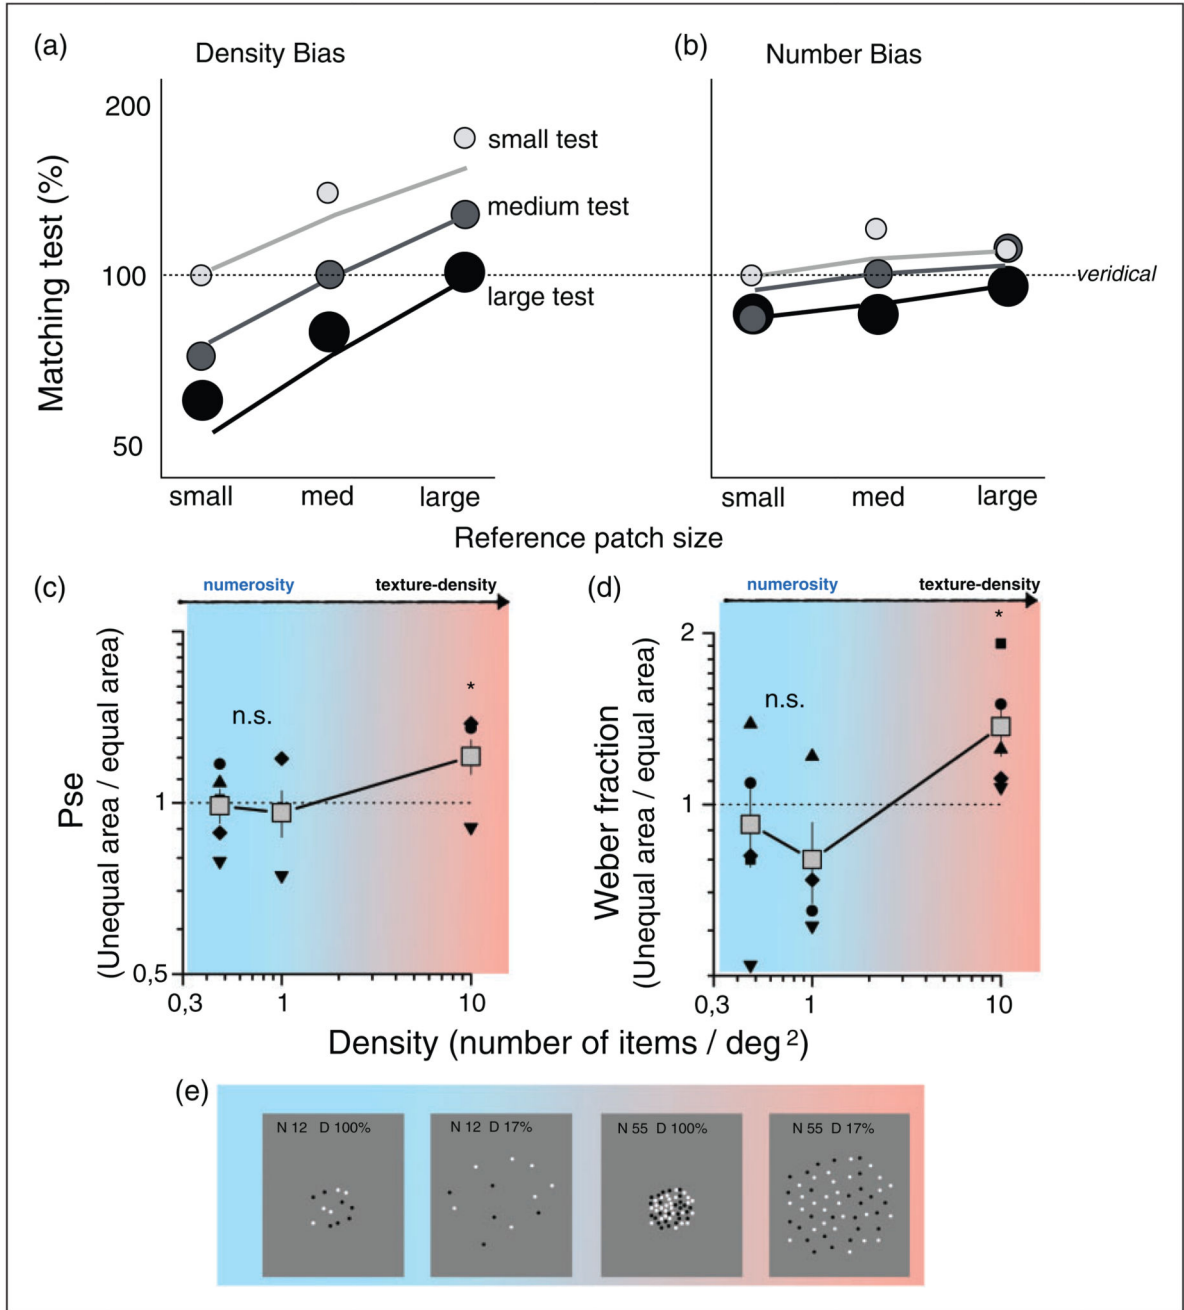 (a)
Density Bias
(b)
Number Bias
200
100
50
Matching test (%)
small test
medium test
large test
veridical
small med large
small med large
Reference patch size
(c)
numerosity texture-density
(d)
numerosity texture-density
Pse
(Unequal area / equal area)
n.s.
*
1
0,5
0,3 1 10
Weber fraction
(Unequal area / equal area)
n.s.
*
2
1
0,3 1 10
Density (number of items / deg²)
(e)
N 12 D 100%
N 12 D 17%
N 55 D 100%
N 55 D 17%